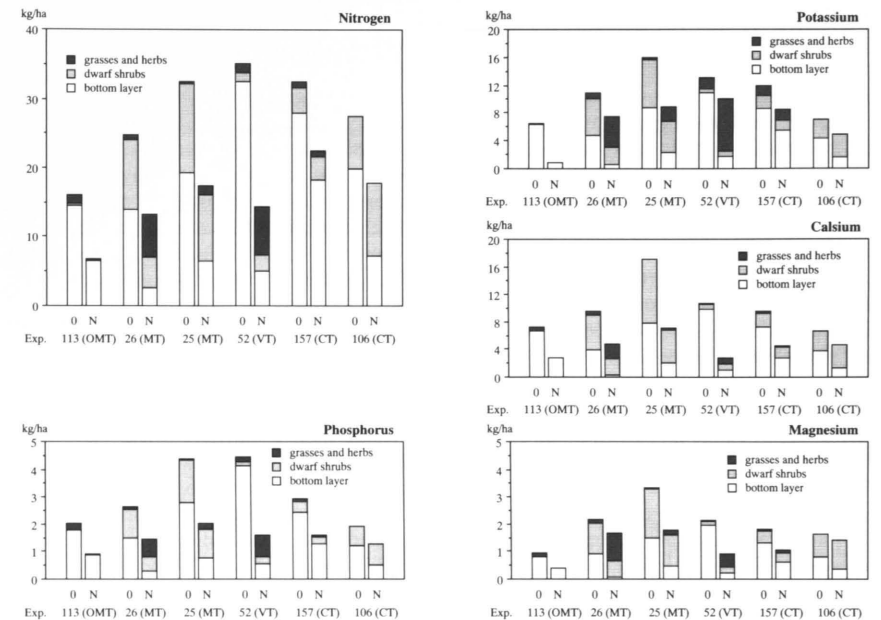 kg/ha
Nitrogen
40
30
20
10
0
grasses and herbs
dwarf shrubs
bottom layer
0 N 0 N 0 N 0 N 0 N 0 N
Exp. 113 (OMT) 26 (MT) 25 (MT) 52 (VT) 157 (CT) 106 (CT)
kg/ha
Phosphorus
5
4
3
2
1
0
grasses and herbs
dwarf shrubs
bottom layer
0 N 0 N 0 N 0 N 0 N 0 N
Exp. 113 (OMT) 26 (MT) 25 (MT) 52 (VT) 157 (CT) 106 (CT)
kg/ha
Potassium
20
16
12
8
4
0
grasses and herbs
dwarf shrubs
bottom layer
0 N 0 N 0 N 0 N 0 N 0 N
Exp. 113 (OMT) 26 (MT) 25 (MT) 52 (VT) 157 (CT) 106 (CT)
kg/ha
Calsium
20
16
12
8
4
0
grasses and herbs
dwarf shrubs
bottom layer
0 N 0 N 0 N 0 N 0 N 0 N
Exp. 113 (OMT) 26 (MT) 25 (MT) 52 (VT) 157 (CT) 106 (CT)
kg/ha
Magnesium
5
4
3
2
1
0
grasses and herbs
dwarf shrubs
bottom layer
0 N 0 N 0 N 0 N 0 N 0 N
Exp. 113 (OMT) 26 (MT) 25 (MT) 52 (VT) 157 (CT) 106 (CT)